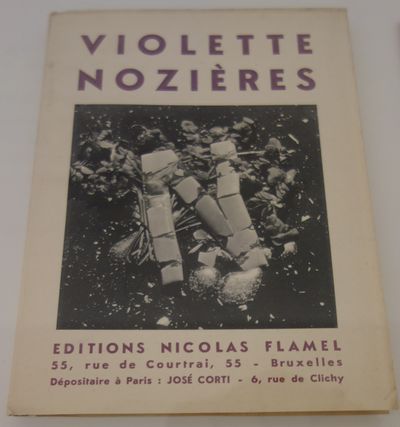 VIOLETTE
NOZIÈRES
EDITIONS NICOLAS FLAMEL
55, rue de Courtrai, 55 - Bruxelles
Dépositaire à Paris : JOSÉ CORTI - 6, rue de Clichy